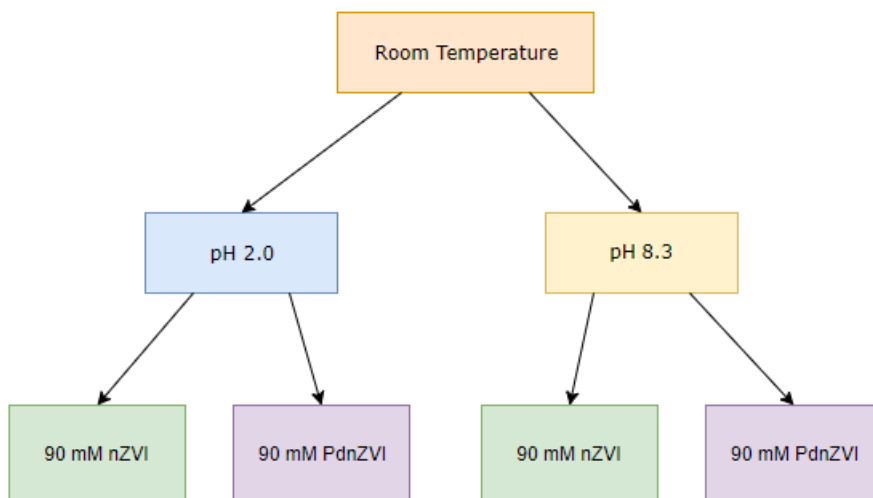 Room Temperature
pH 2.0
pH 8.3
90 mM nZVI
90 mM PdnZVI
90 mM nZVI
90 mM PdnZVI